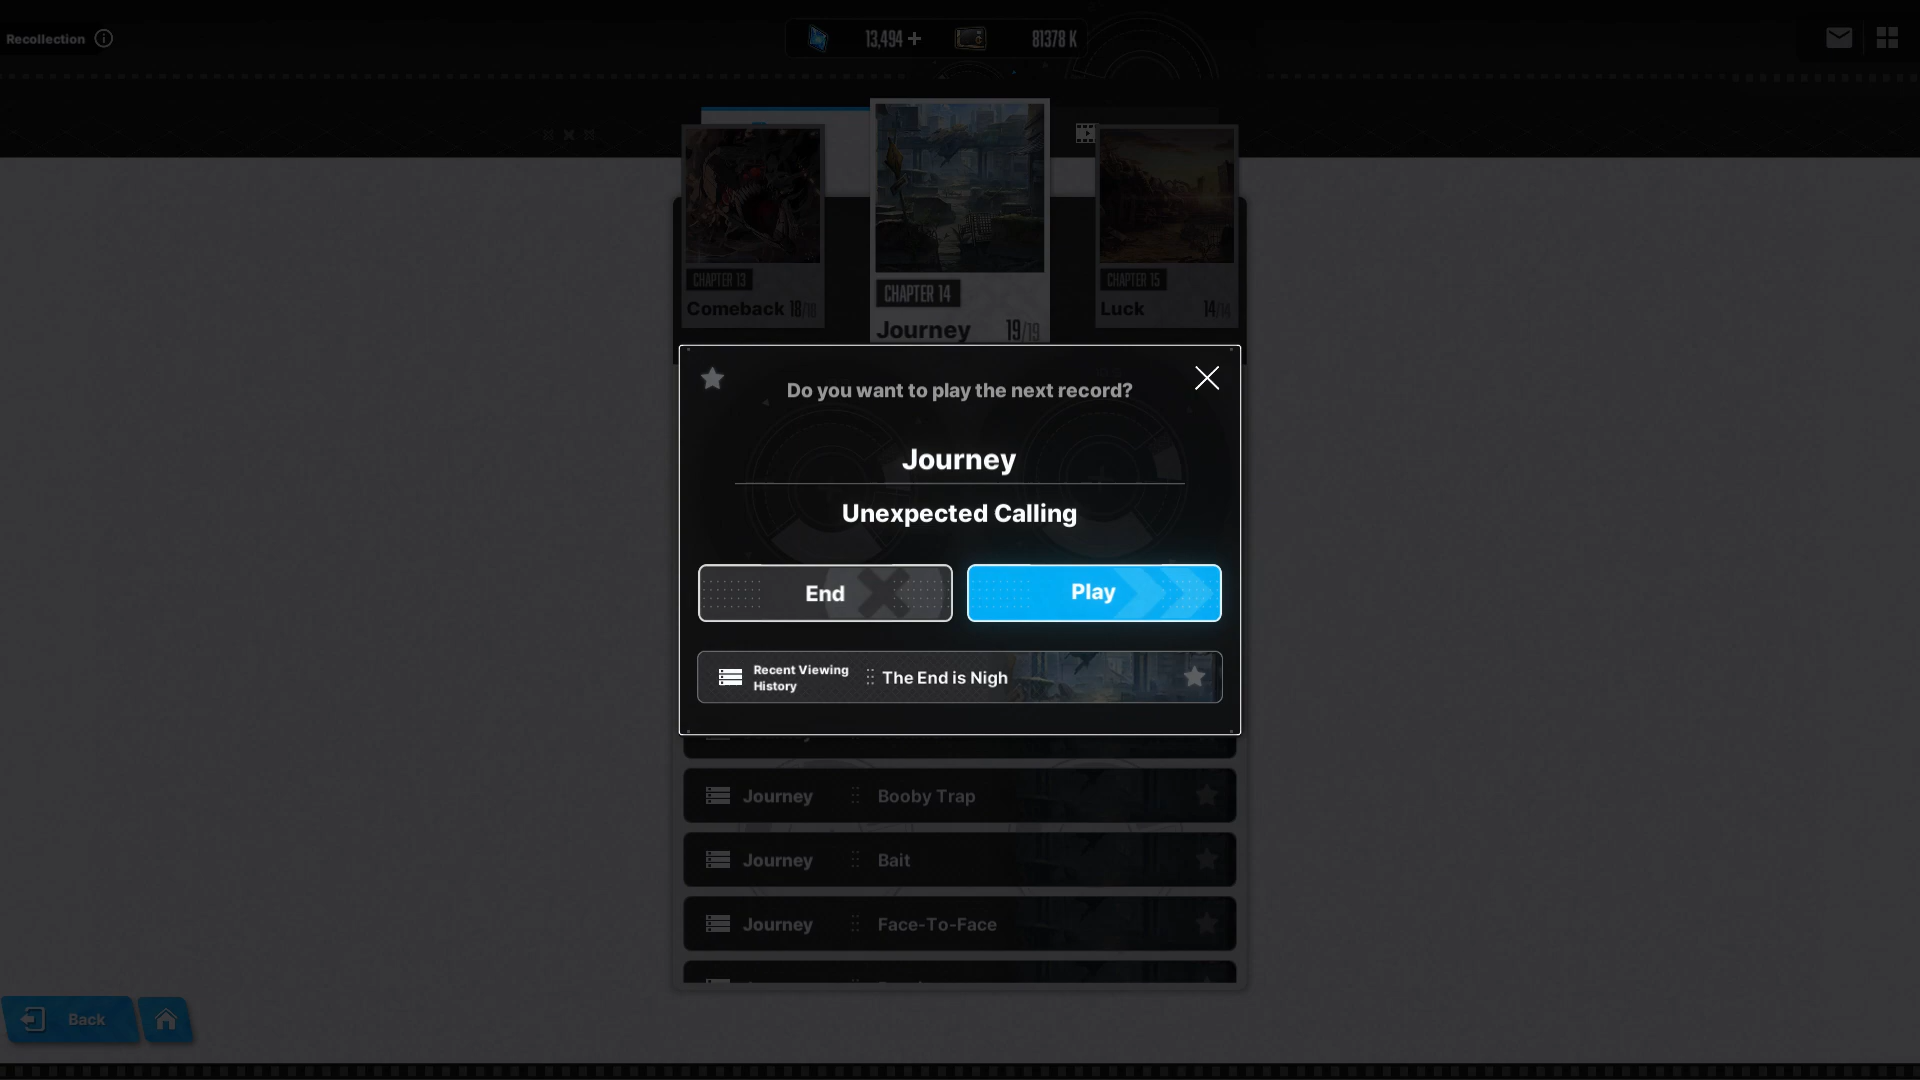 Recollection
13,494
81378 K
CHAPTER 13
Comeback 18/18
CHAPTER 14
Journey 19/19
CHAPTER 15
Luck 14/14
Do you want to play the next record?
Journey
Unexpected Calling
End
Play
Recent Viewing
History
The End is Nigh
Journey Booby Trap
Journey Bait
Journey Face-To-Face
Back